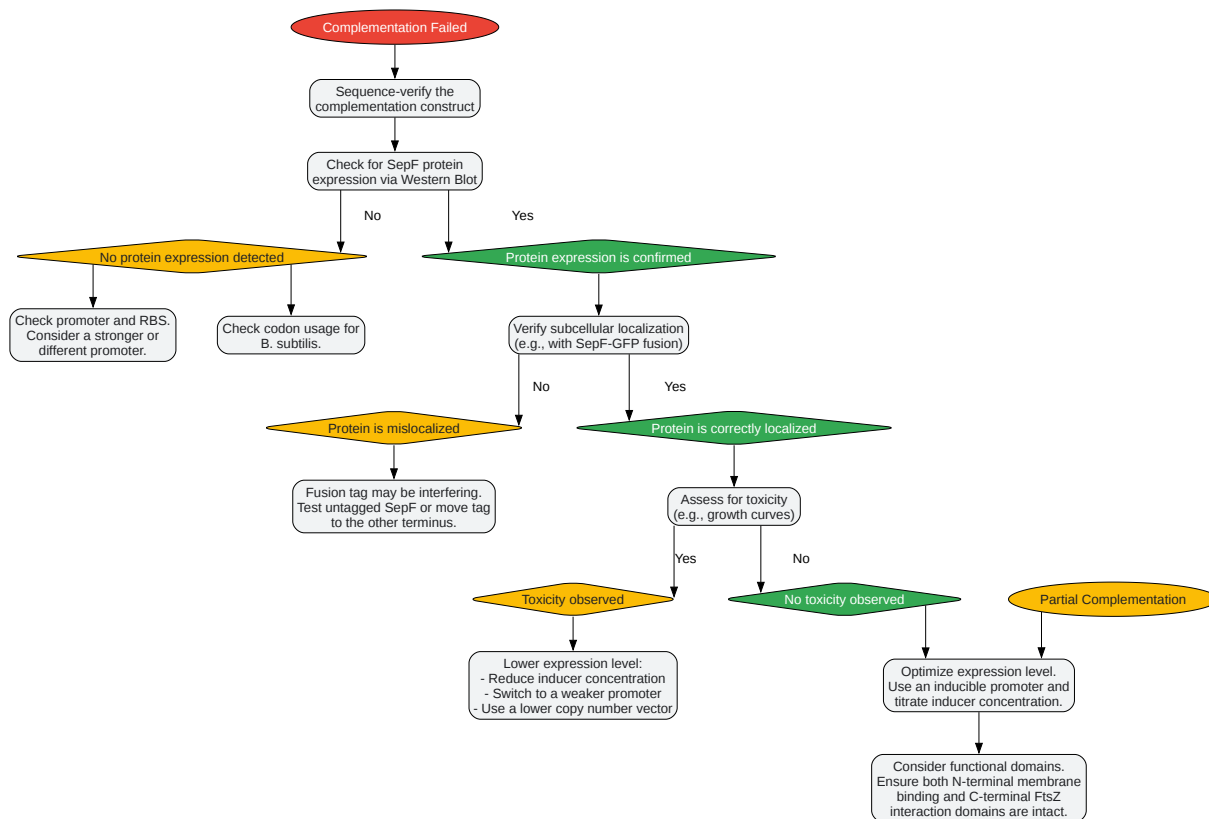 Complementation Failed
Sequence-verify the
complementation construct
Check for SepF protein
expression via Western Blot
No
Yes
No protein expression detected
Protein expression is confirmed
Check promoter and RBS.
Consider a stronger or
different promoter.
Check codon usage for
B. subtilis.
Verify subcellular localization
(e.g., with SepF-GFP fusion)
No
Yes
Protein is mislocalized
Protein is correctly localized
Fusion tag may be interfering.
Test untagged SepF or move tag
to the other terminus.
Assess for toxicity
(e.g., growth curves)
Yes
No
Toxicity observed
No toxicity observed
Partial Complementation
Lower expression level:
- Reduce inducer concentration
- Switch to a weaker promoter
- Use a lower copy number vector
Optimize expression level.
Use an inducible promoter and
titrate inducer concentration.
Consider functional domains.
Ensure both N-terminal membrane
binding and C-terminal FtsZ
interaction domains are intact.